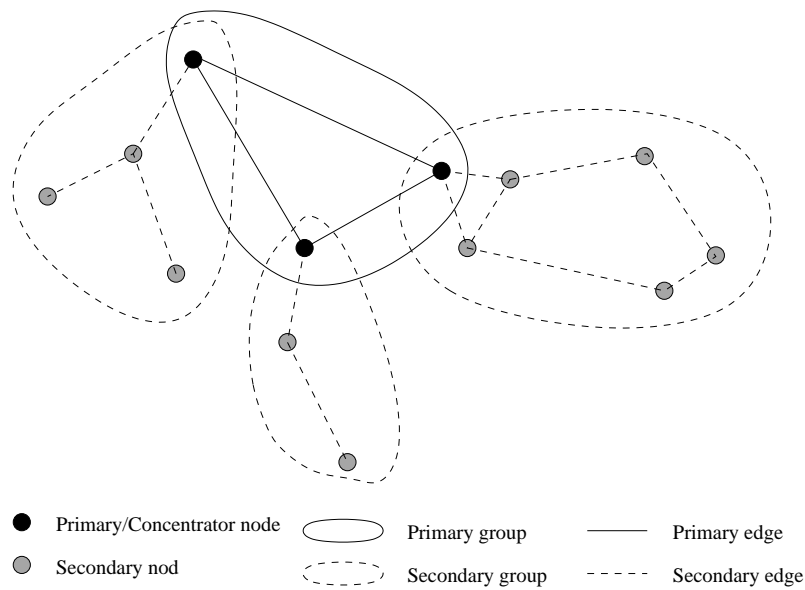 Primary/Concentrator node
Primary group
Primary edge
Secondary nod
Secondary group
Secondary edge